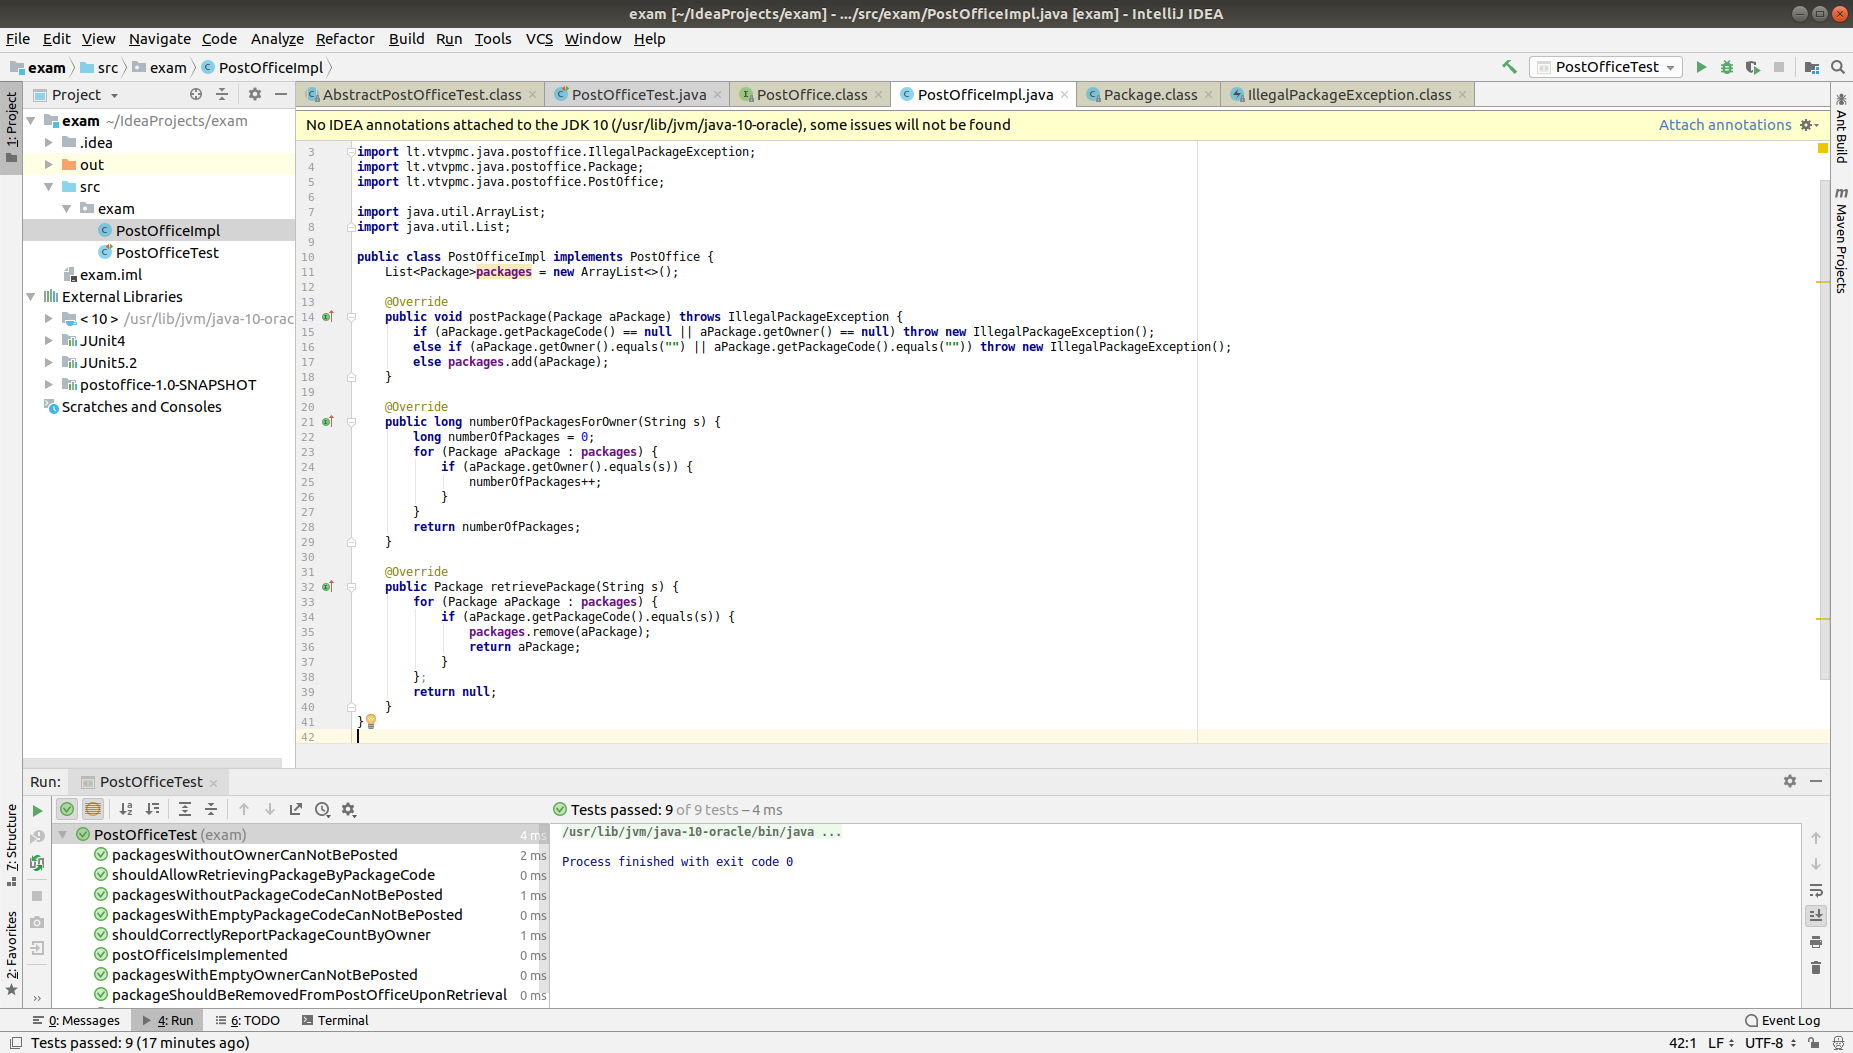 exam [~/IdeaProjects/exam] - .../src/exam/PostOfficeImpl.java [exam] - IntelliJ IDEA
File Edit View Navigate Code Analyze Refactor Build Run Tools VCS Window Help
exam src exam PostOfficeImpl
PostOfficeTest
1: Project
Project
AbstractPostOfficeTest.class PostOfficeTest.java PostOffice.class PostOfficeImpl.java Package.class IllegalPackageException.class
No IDEA annotations attached to the JDK 10 (/usr/lib/jvm/java-10-oracle), some issues will not be found
Attach annotations
exam ~/IdeaProjects/exam
.idea
out
src
exam
PostOfficeImpl
PostOfficeTest
exam.iml
External Libraries
< 10 > /usr/lib/jvm/java-10-orac
JUnit4
JUnit5.2
postoffice-1.0-SNAPSHOT
Scratches and Consoles
3 import lt.vtvpmc.java.postoffice.IllegalPackageException;
4 import lt.vtvpmc.java.postoffice.Package;
5 import lt.vtvpmc.java.postoffice.PostOffice;
6
7 import java.util.ArrayList;
8 import java.util.List;
9
10 public class PostOfficeImpl implements PostOffice {
11 List<Package>packages = new ArrayList<>();
12
13 @Override
14 public void postPackage(Package aPackage) throws IllegalPackageException {
15 if (aPackage.getPackageCode() == null || aPackage.getOwner() == null) throw new IllegalPackageException();
16 else if (aPackage.getOwner().equals("") || aPackage.getPackageCode().equals("")) throw new IllegalPackageException();
17 else packages.add(aPackage);
18 }
19
20 @Override
21 public long numberOfPackagesForOwner(String s) {
22 long numberOfPackages = 0;
23 for (Package aPackage : packages) {
24 if (aPackage.getOwner().equals(s)) {
25 numberOfPackages++;
26 }
27 }
28 return numberOfPackages;
29 }
30
31 @Override
32 public Package retrievePackage(String s) {
33 for (Package aPackage : packages) {
34 if (aPackage.getPackageCode().equals(s)) {
35 packages.remove(aPackage);
36 return aPackage;
37 }
38 };
39 return null;
40 }
41 }
42
Ant Build
Maven Projects
7: Structure
2: Favorites
Run: PostOfficeTest
Tests passed: 9 of 9 tests – 4 ms
PostOfficeTest (exam) 4 ms
packagesWithoutOwnerCanNotBePosted 2 ms
shouldAllowRetrievingPackageByPackageCode 0 ms
packagesWithoutPackageCodeCanNotBePosted 1 ms
packagesWithEmptyPackageCodeCanNotBePosted 0 ms
shouldCorrectlyReportPackageCountByOwner 1 ms
postOfficeIsImplemented 0 ms
packagesWithEmptyOwnerCanNotBePosted 0 ms
packageShouldBeRemovedFromPostOfficeUponRetrieval 0 ms
/usr/lib/jvm/java-10-oracle/bin/java ...
Process finished with exit code 0
0: Messages 4: Run 6: TODO Terminal
Event Log
Tests passed: 9 (17 minutes ago)
42:1 LF UTF-8